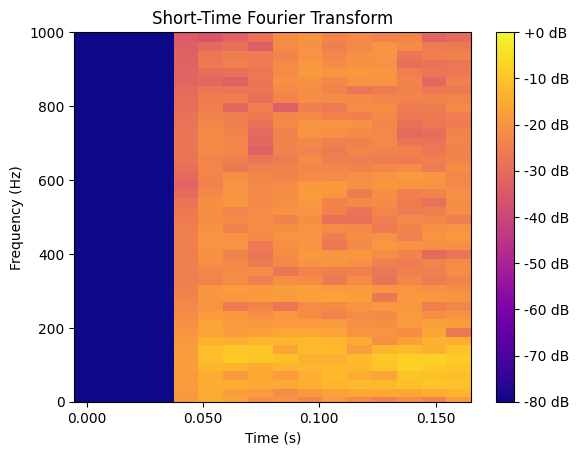 Short-Time Fourier Transform
Frequency (Hz)
1000
800
600
400
200
0
0.000
0.050
0.100
0.150
Time (s)
+0 dB
-10 dB
-20 dB
-30 dB
-40 dB
-50 dB
-60 dB
-70 dB
-80 dB